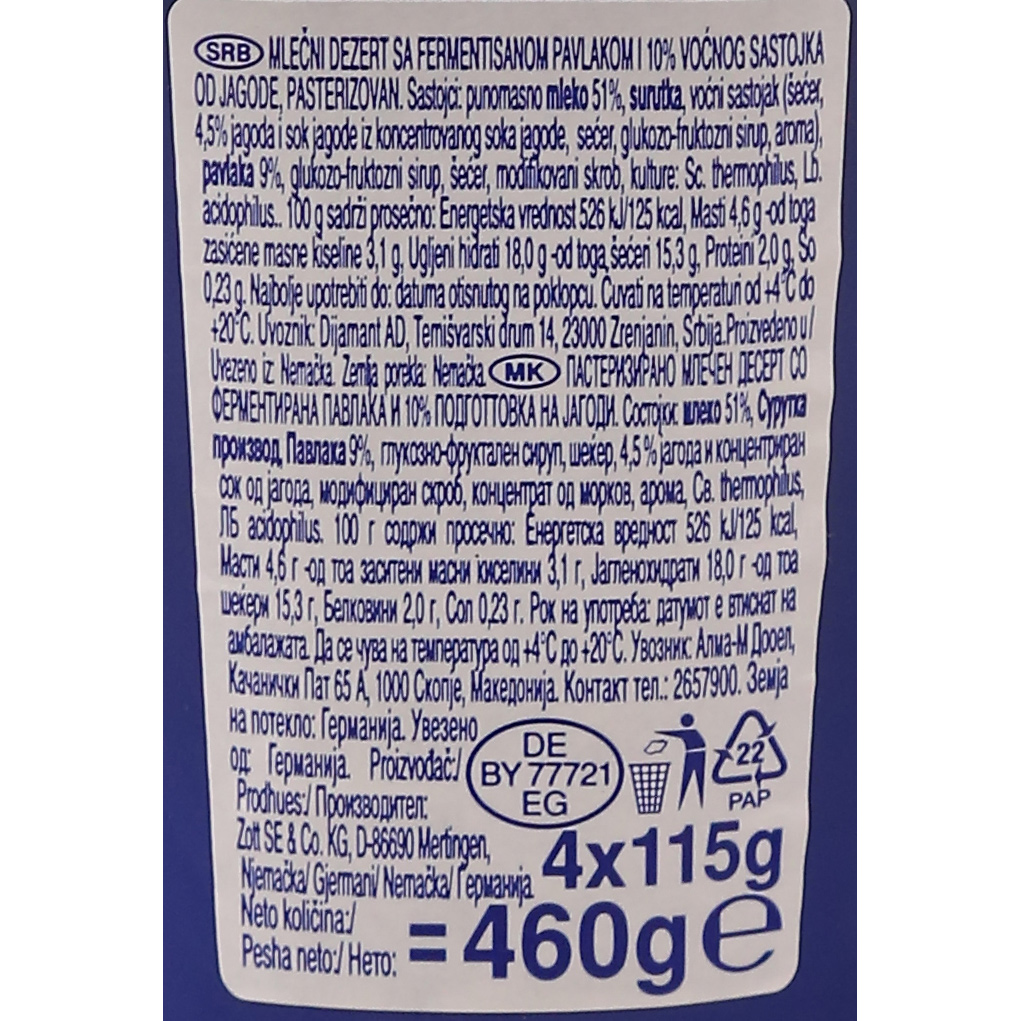 SRB MLEČNI DEZERT SA FERMENTISANOM PAVLAKOM I 10% VOĆNOG SASTOJKA
OD JAGODE, PASTERIZOVAN. Sastojci: punomasno mleko 51%, surutka, voćni sastojak (šećer,
4,5% jagoda i sok jagode iz koncentrovanog soka jagode, šećer, glukozo-fruktozni sirup, aroma),
pavlaka 9%, glukozo-fruktozni sirup, šećer, modifikovani skrob, kulture: Sc. thermophilus, Lb.
acidophilus.. 100 g sadrži prosečno: Energetska vrednost 526 kJ/125 kcal, Masti 4,6 g -od toga
zasićene masne kiseline 3,1 g, Ugljeni hidrati 18,0 g -od toga šećeri 15,3 g, Proteini 2,0 g, So
0,23 g. Najbolje upotrebiti do: datuma otisnutog na poklopcu. Čuvati na temperaturi od +4°C do
+20°C. Uvoznik: Dijamant AD, Temišvarski drum 14, 23000 Zrenjanin, Srbija.Proizvedeno u/
Uvezeno iz: Nemačka. Zemlja porekla: Nemačka. MK ПАСТЕРИЗИРАНО МЛЕЧЕН ДЕСЕРТ СО
ФЕРМЕНТИРАНА ПАВЛАКА И 10% ПОДГОТТОВКА НА ЈАГОДИ. Состојки: млеко 51%, Сурутка
производ, Павлака 9%, глукозно-фруктален сируп, шеќер, 4,5 % јагода и концентриран
сок од јагода, модифициран скроб, концентрат од морков, арома, Св. thermophilus,
ЛБ acidophilus. 100 г содржи просечно: Енергетска вредност 526 kJ/125 kcal,
Масти 4,6 г -од тоа заситени масни киселини 3,1 г, Јагленохидрати 18,0 г -од тоа
шеќери 15,3 г, Белковини 2,0 г, Сол 0,23 г. Рок на употреба: датумот е втиснат на
амбалажата. Да се чува на температура од +4°C до +20°C. Увозник: Алма-М Дооел,
Качанички Пат 65 А, 1000 Скопје, Македонија. Контакт тел.: 2657900. Земја
на потекло: Германија. Увезено
од: Германија. Proizvođač:/
Prodhues:/ Производител:
Zott SE & Co. KG, D-86690 Mertingen,
Njemačka/ Gjermani/ Nemačka/ Германија
Neto količina:/
Pesha neto:/ Нето:
DE
BY 77721
EG
22
PAP
4x115g
=460g e